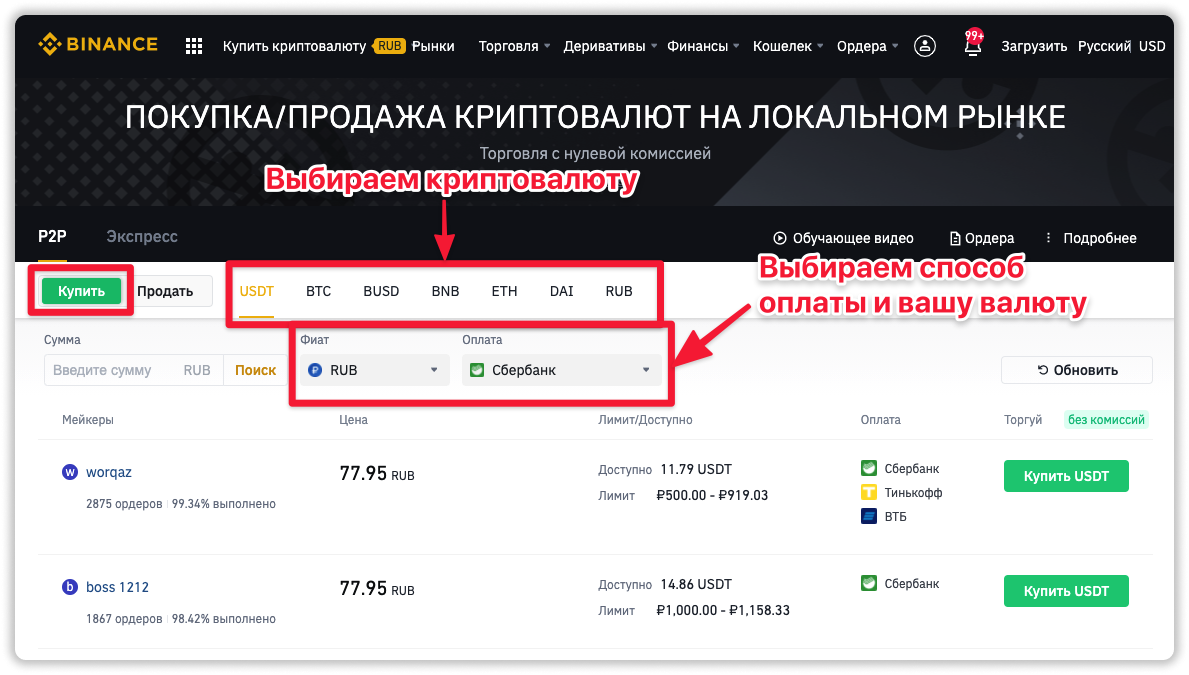 BINANCE Купить криптовалюту RUB Рынки Торговля Деривативы Финансы Кошелек Ордера 99+ Загрузить Русский USD
ПОКУПКА/ПРОДАЖА КРИПТОВАЛЮТ НА ЛОКАЛЬНОМ РЫНКЕ
Торговля с нулевой комиссией
Выбираем криптовалюту
P2P Экспресс Обучающее видео Ордера Подробнее
Выбираем способ
оплаты и вашу валюту
Купить Продать USDT BTC BUSD BNB ETH DAI RUB
Сумма Фиат Оплата
Введите сумму RUB Поиск ₽ RUB Сбербанк Обновить
Мейкеры Цена Лимит/Доступно Оплата Торгуй без комиссий
W worqaz 77.95 RUB Доступно 11.79 USDT Сбербанк Купить USDT
2875 ордеров 99.34% выполнено Лимит ₽500.00 - ₽919.03 Тинькофф
ВТБ
b boss 1212 77.95 RUB Доступно 14.86 USDT Сбербанк Купить USDT
1867 ордеров 98.42% выполнено Лимит ₽1,000.00 - ₽1,158.33